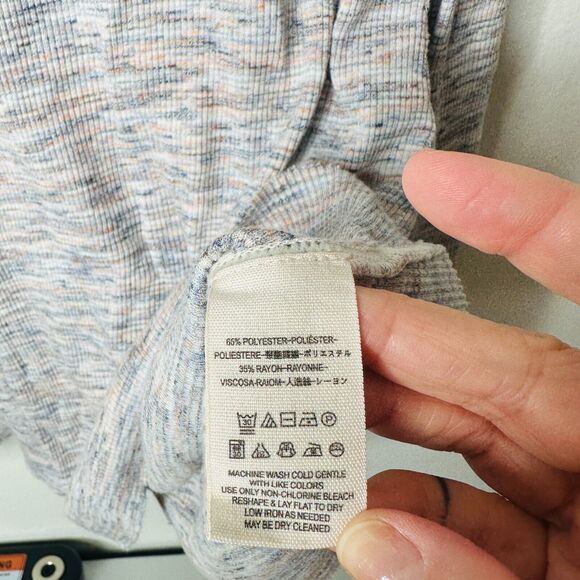 65% POLYESTER-POLIÉSTER-
POLIESTERE-聚酯纖維-ポリエステル
35% RAYON-RAYONNE-
VISCOSA-RAIOM-人造絲-レーヨン
30 P
MACHINE WASH COLD GENTLE
WITH LIKE COLORS
USE ONLY NON-CHLORINE BLEACH
RESHAPE & LAY FLAT TO DRY
LOW IRON AS NEEDED
MAY BE DRY CLEANED
NG